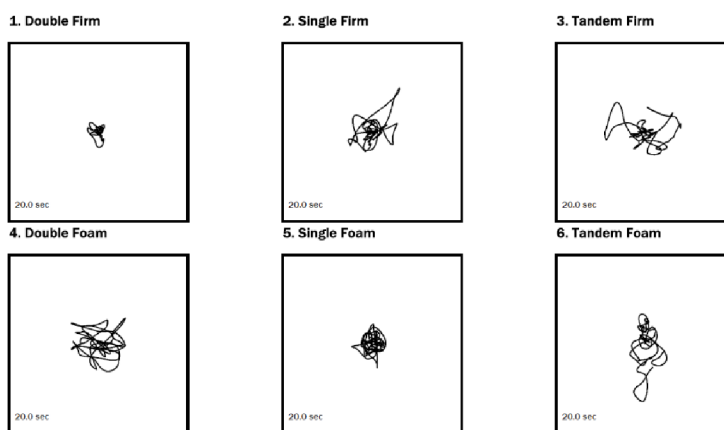 1. Double Firm
2. Single Firm
3. Tandem Firm
20.0 sec
20.0 sec
20.0 sec
4. Double Foam
5. Single Foam
6. Tandem Foam
20.0 sec
20.0 sec
20.0 sec